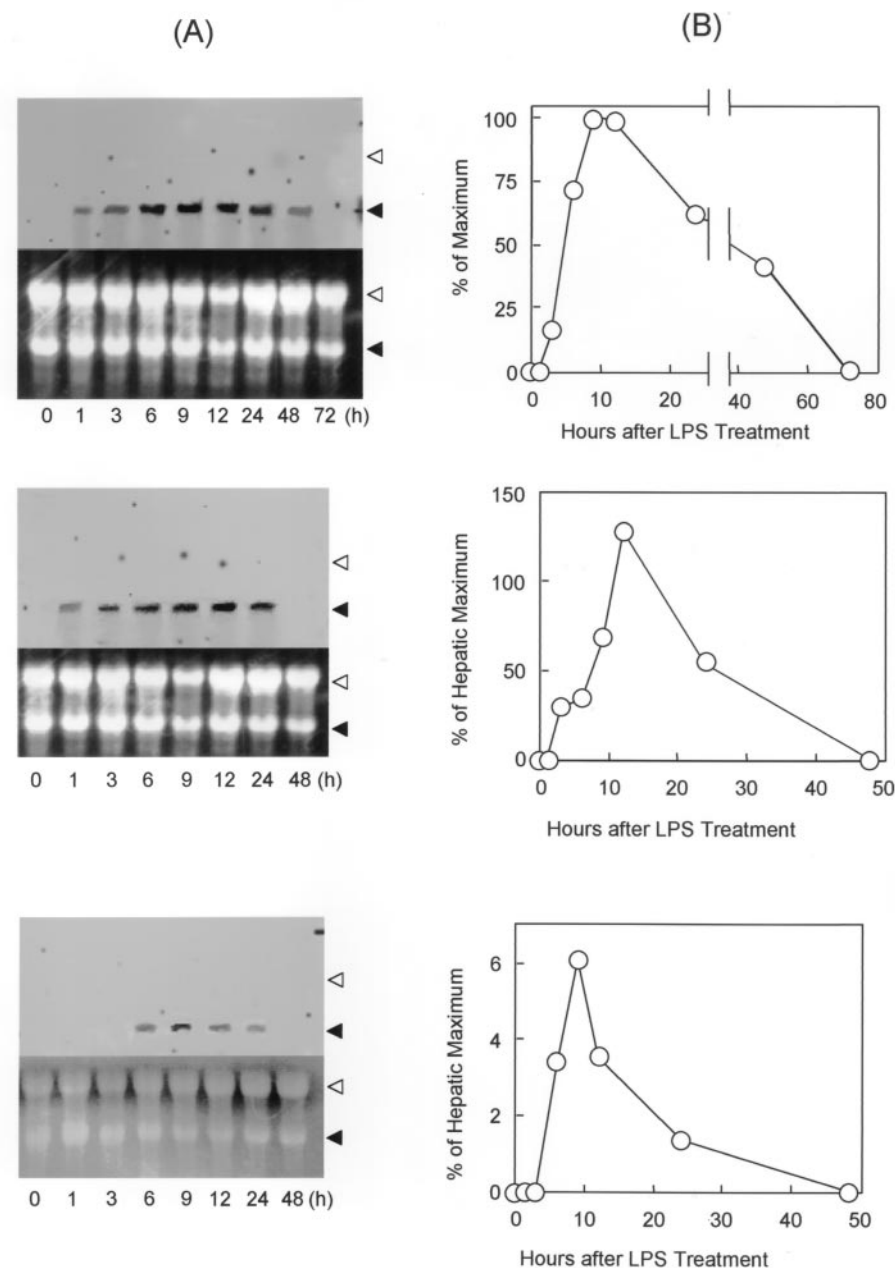 (A)
(B)
0 1 3 6 9 12 24 48 72 (h)
% of Maximum
100
75
50
25
0
0 10 20 40 60 80
Hours after LPS Treatment
0 1 3 6 9 12 24 48 (h)
% of Hepatic Maximum
150
100
50
0
0 10 20 30 40 50
Hours after LPS Treatment
0 1 3 6 9 12 24 48 (h)
% of Hepatic Maximum
6
4
2
0
0 10 20 30 40 50
Hours after LPS Treatment